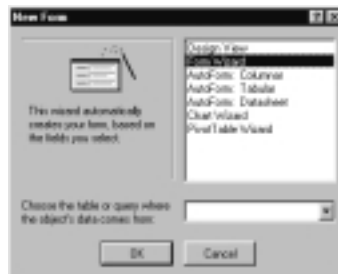 New Form
Design View
Form Wizard
AutoForm: Columnar
AutoForm: Tabular
AutoForm: Datasheet
Chart Wizard
PivotTable Wizard
This wizard automatically
creates your form, based on
the fields you select.
Choose the table or query where
the object's data comes from:
OK
Cancel